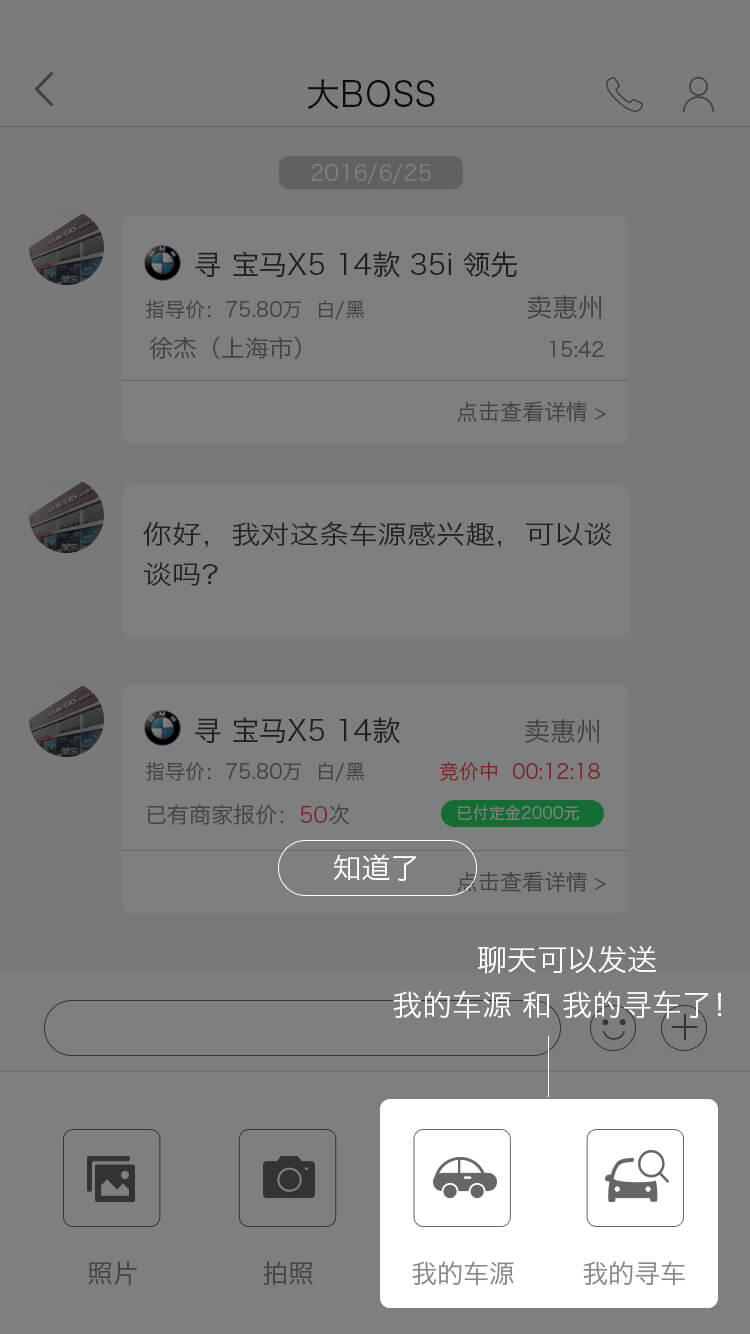 大BOSS
2016/6/25
寻 宝马X5 14款 35i 领先
指导价：75.80万 白/黑 卖惠州
徐杰（上海市） 15:42
点击查看详情 >
你好，我对这条车源感兴趣，可以谈
谈吗？
寻 宝马X5 14款 卖惠州
指导价：75.80万 白/黑 竞价中 00:12:18
已有商家报价：50次 已付定金2000元
知道了
点击查看详情 >
聊天可以发送
我的车源 和 我的寻车了！
照片 拍照 我的车源 我的寻车